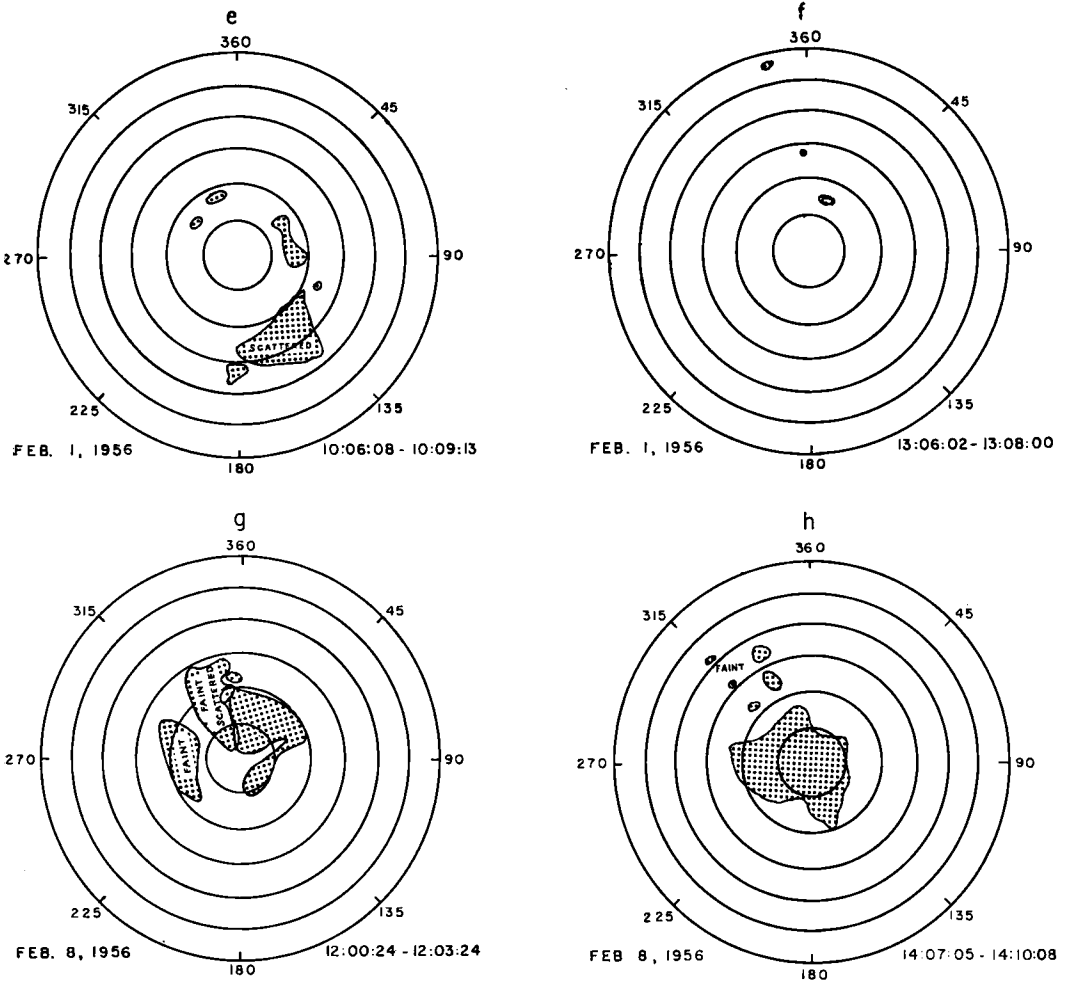 e
360
315
45
270
90
SCATTERED
225
135
FEB. 1, 1956
10:06:08 - 10:09:13
180
f
360
315
45
270
90
225
135
FEB. 1, 1956
13:06:02 - 13:08:00
180
g
360
315
45
FAINT
SCATTERED
FAINT
270
90
225
135
FEB. 8, 1956
12:00:24 - 12:03:24
180
h
360
315
45
FAINT
270
90
225
135
FEB 8, 1956
14:07:05 - 14:10:08
180